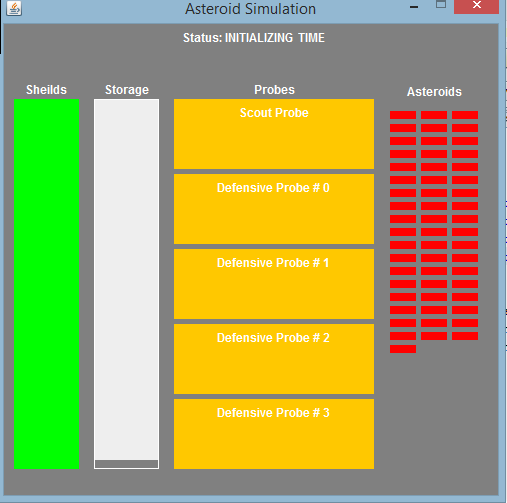 Asteroid Simulation
Status: INITIALIZING TIME
Sheilds
Storage
Probes
Asteroids
Scout Probe
Defensive Probe # 0
Defensive Probe # 1
Defensive Probe # 2
Defensive Probe # 3